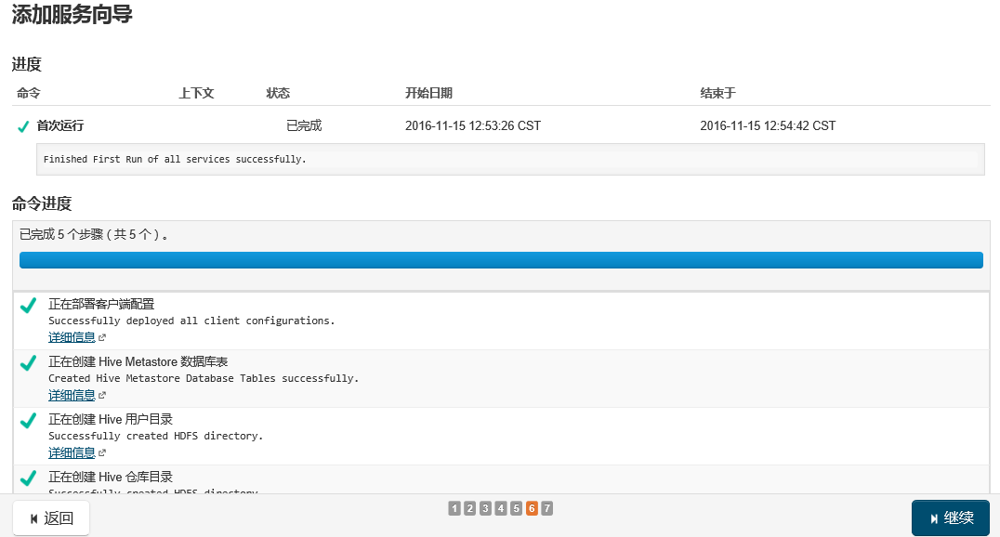 添加服务向导
进度
命令 上下文 状态 开始日期 结束于
首次运行 已完成 2016-11-15 12:53:26 CST 2016-11-15 12:54:42 CST
Finished First Run of all services successfully.
命令进度
已完成 5 个步骤 ( 共 5 个 ) 。
正在部署客户端配置
Successfully deployed all client configurations.
详细信息
正在创建 Hive Metastore 数据库表
Created Hive Metastore Database Tables successfully.
详细信息
正在创建 Hive 用户目录
Successfully created HDFS directory.
详细信息
正在创建 Hive 仓库目录
Successfully created HDFS directory.
返回 1 2 3 4 5 6 7 继续